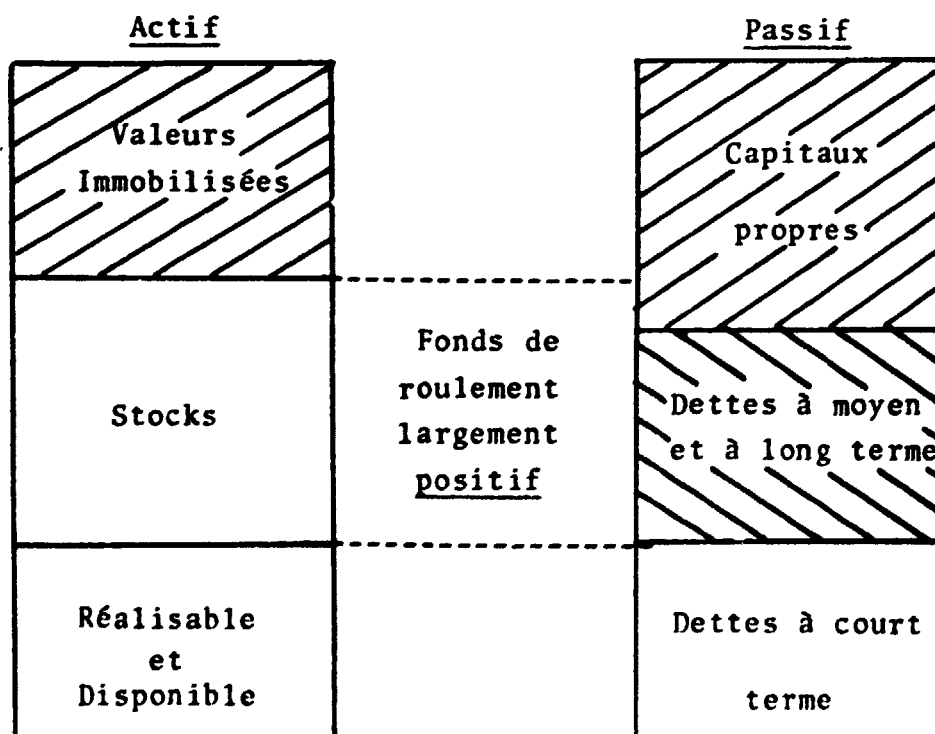 Actif
Valeurs
Immobilisées
Stocks
Réalisable
et
Disponible
Fonds de
roulement
largement
positif
Passif
Capitaux
propres
Dettes à moyen
et à long terme
Dettes à court
terme